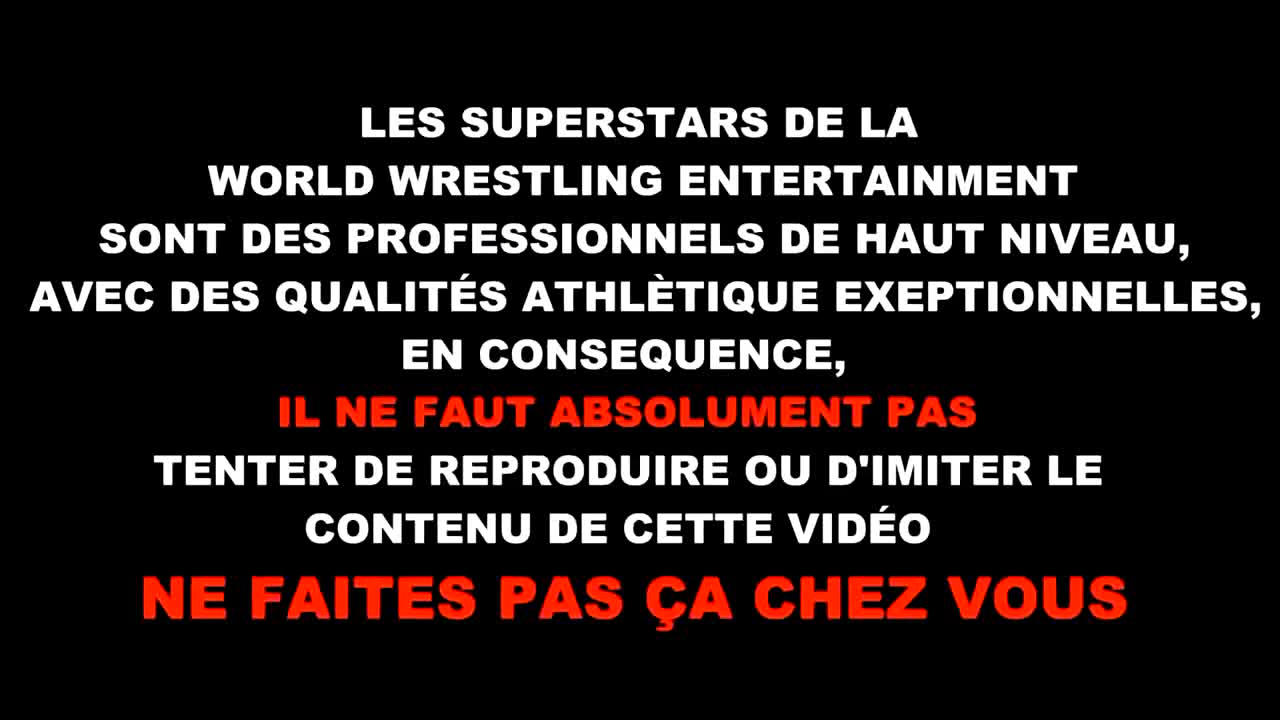 LES SUPERSTARS DE LA
WORLD WRESTLING ENTERTAINMENT
SONT DES PROFESSIONNELS DE HAUT NIVEAU,
AVEC DES QUALITÉS ATHLÈTIQUE EXEPTIONNELLES,
EN CONSEQUENCE,
IL NE FAUT ABSOLUMENT PAS
TENTER DE REPRODUIRE OU D'IMITER LE
CONTENU DE CETTE VIDÉO
NE FAITES PAS ÇA CHEZ VOUS